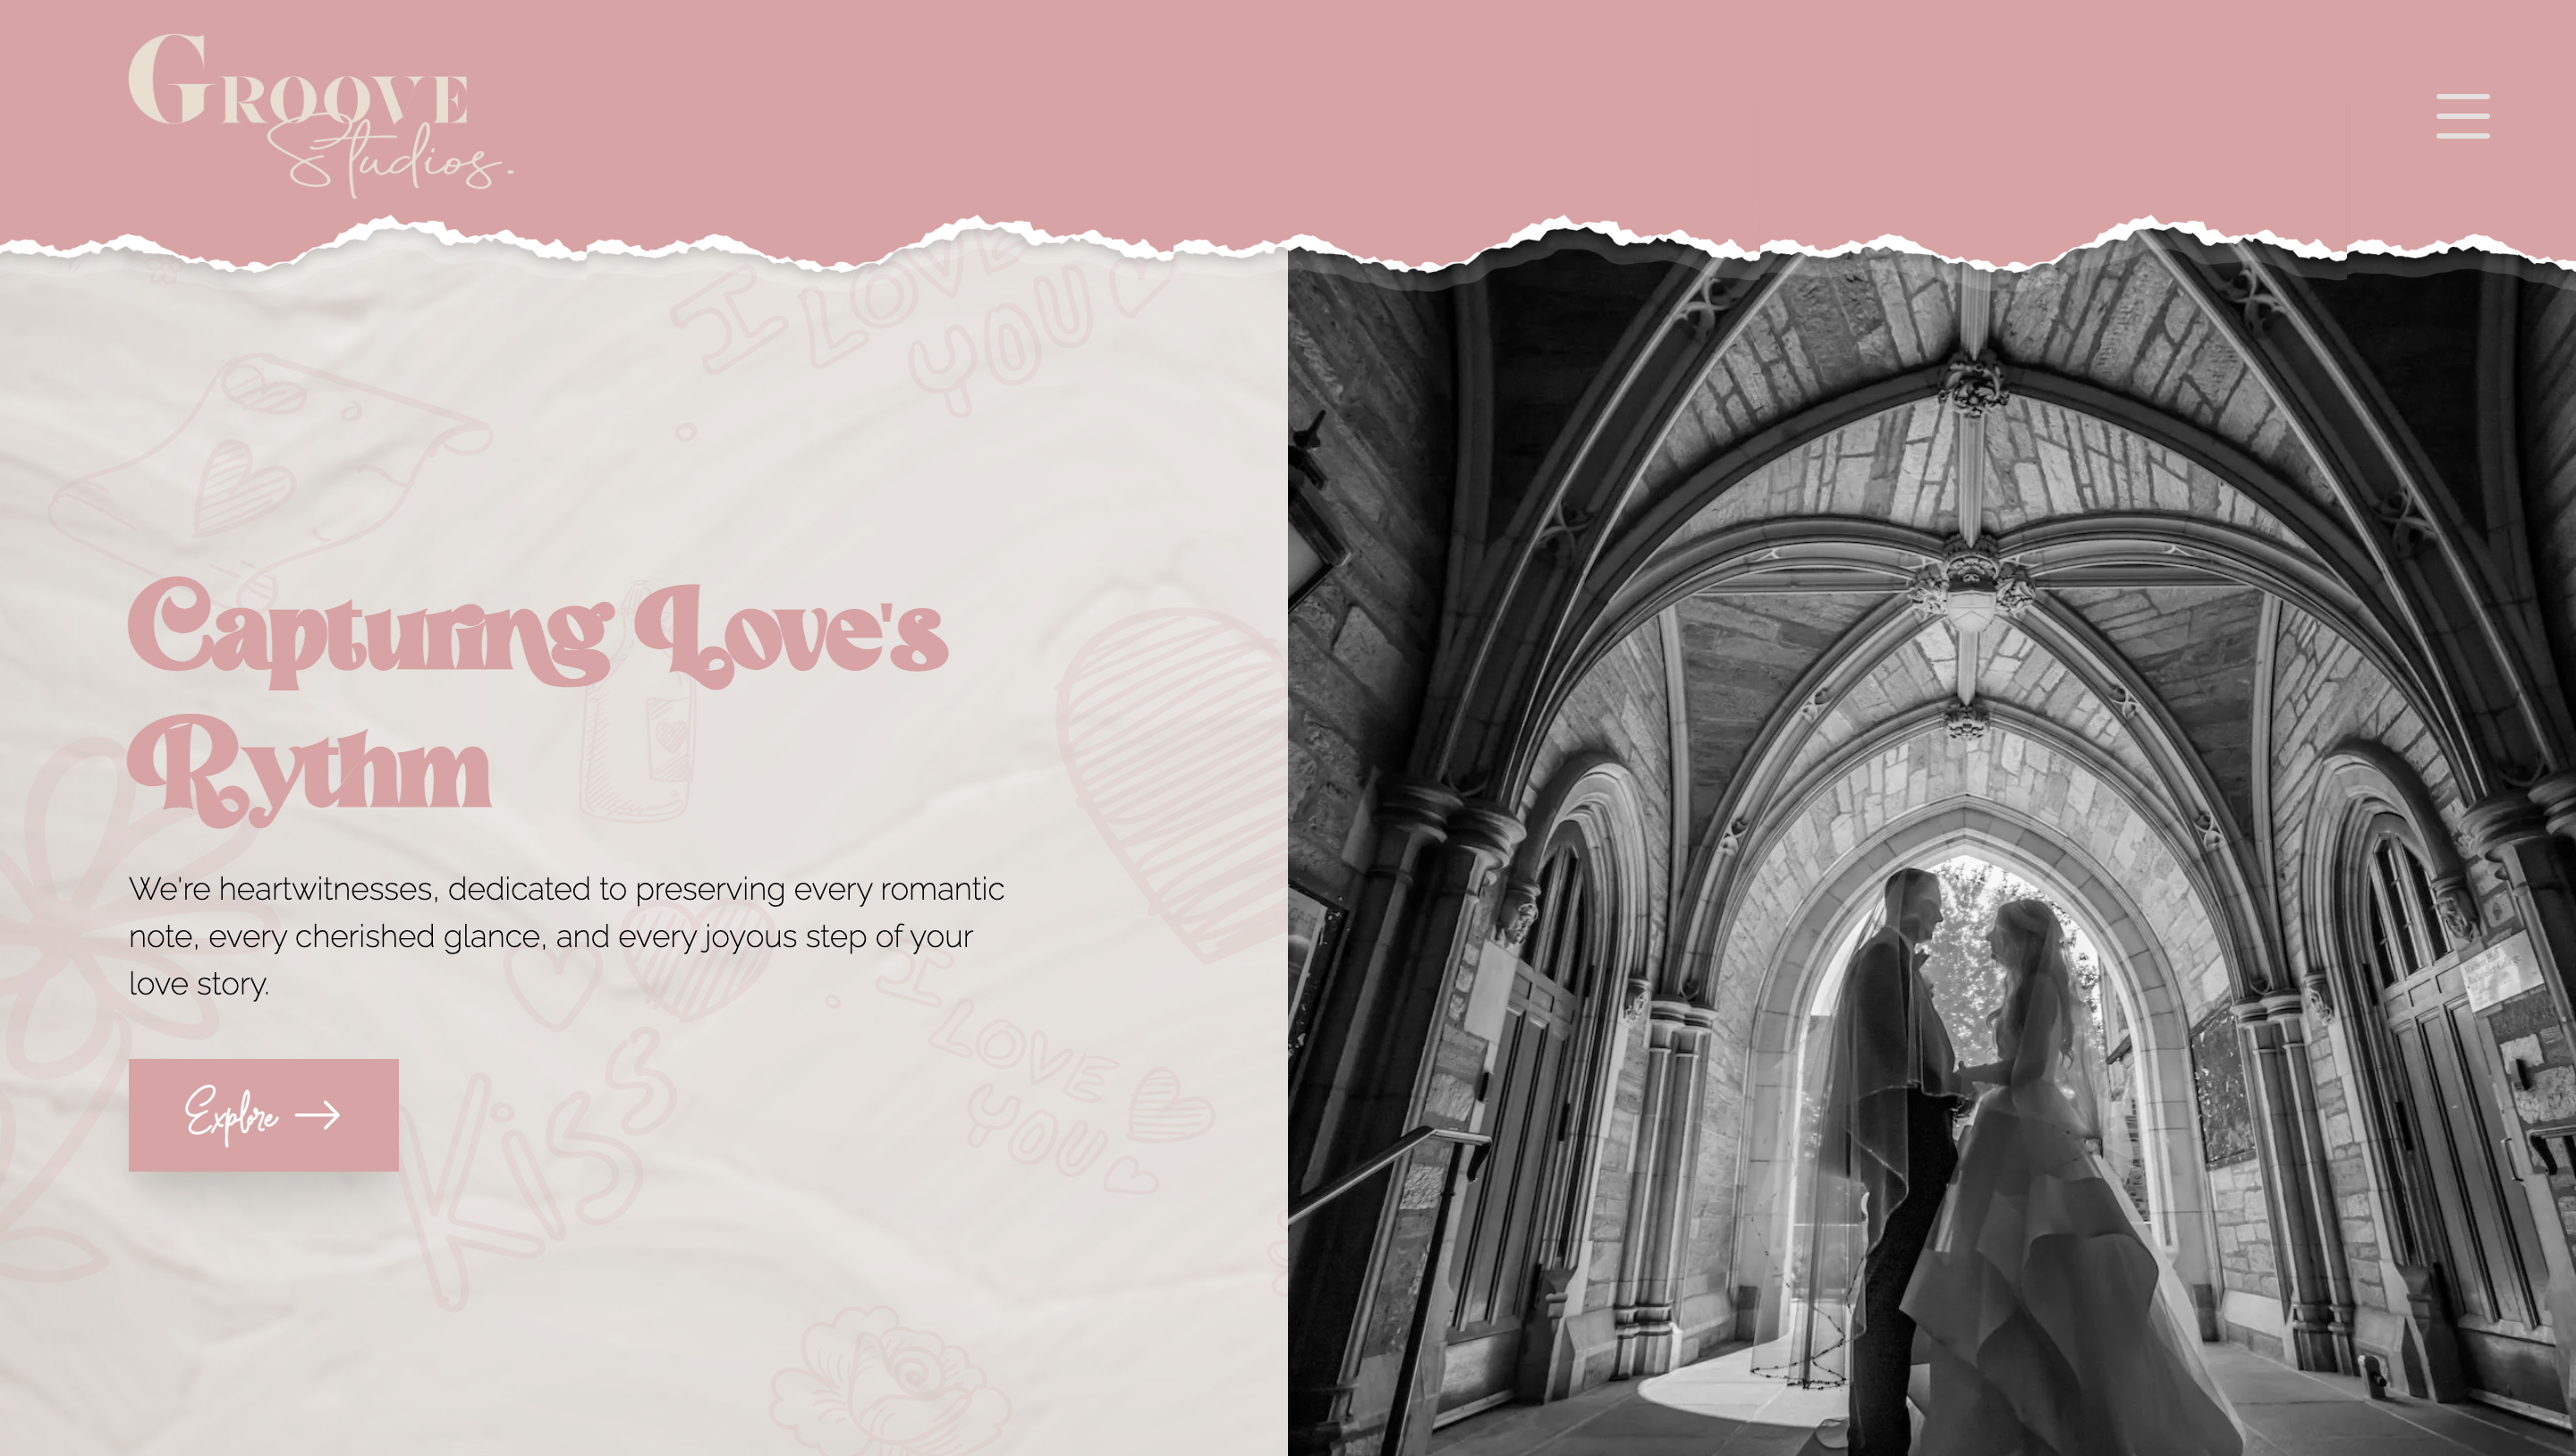 GROOVE
Studios.
I LOVE
YOU
Capturing Love's
Rythm
We're heartwitnesses, dedicated to preserving every romantic
note, every cherished glance, and every joyous step of your
love story.
I
LOVE
YOU
Explore
Kiss